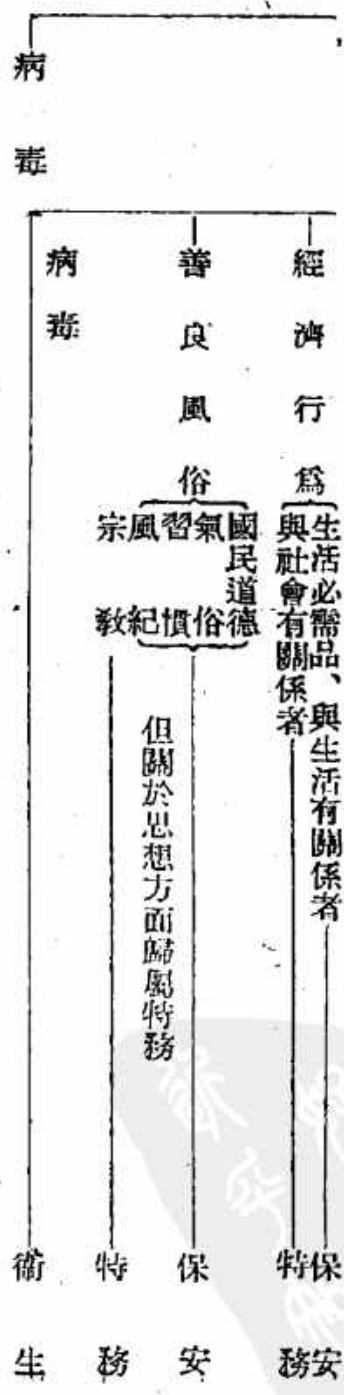 經濟行爲
生活必需品、與生活有關係者
保安
與社會有關係者
特務
善良風俗
國民道德
氣俗
習慣
風紀
保安
但關於思想方面歸屬特務
宗教
特務
病毒
病毒
衞生